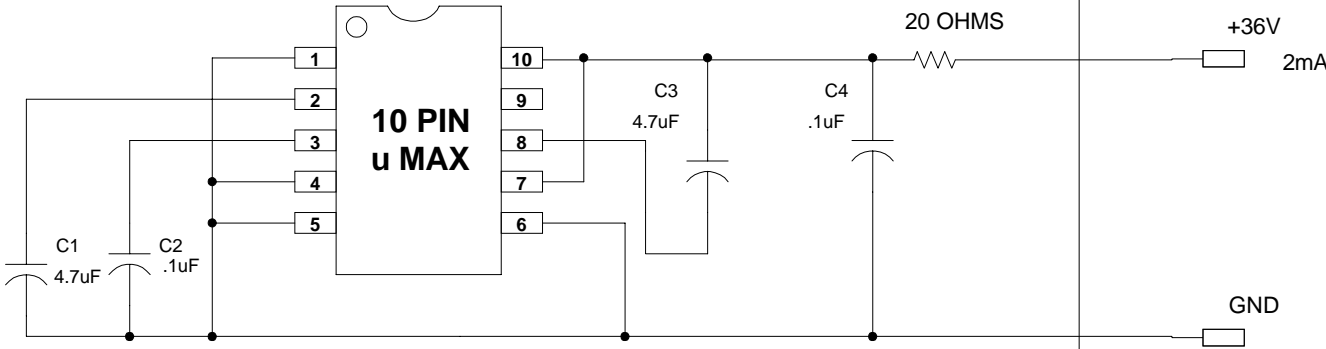 20 OHMS
+36V
2mA
1
10
2
9
3
8
4
7
5
6
10 PIN
u MAX
C3
4.7uF
C4
.1uF
C1
4.7uF
C2
.1uF
GND